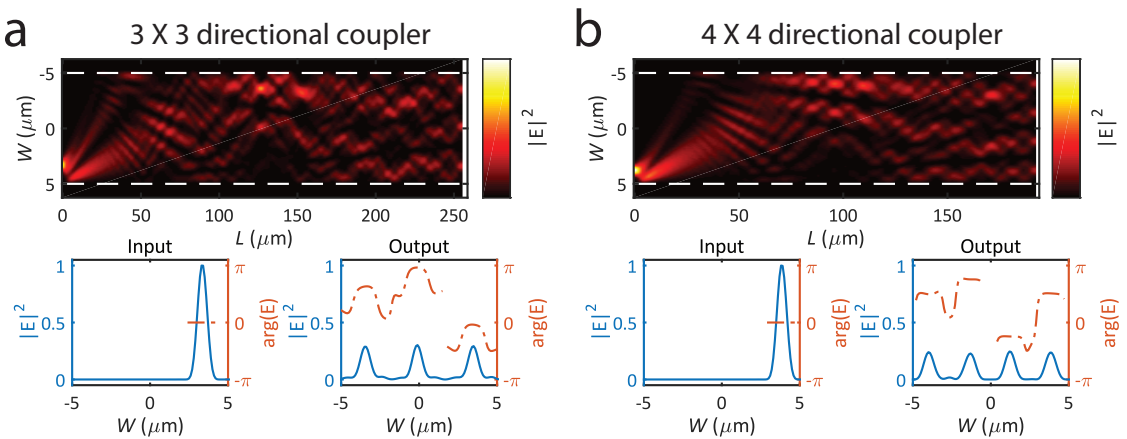 a
3 X 3 directional coupler
-5
0
5
W (μm)
0
50
100
150
200
250
L (μm)
|E|²
Input
1
0.5
0
|E|²
π
0
-π
arg(E)
-5
0
5
W (μm)
Output
1
0.5
0
|E|²
π
0
-π
arg(E)
-5
0
5
W (μm)
b
4 X 4 directional coupler
-5
0
5
W (μm)
0
50
100
150
L (μm)
|E|²
Input
1
0.5
0
|E|²
π
0
-π
arg(E)
-5
0
5
W (μm)
Output
1
0.5
0
|E|²
π
0
-π
arg(E)
-5
0
5
W (μm)